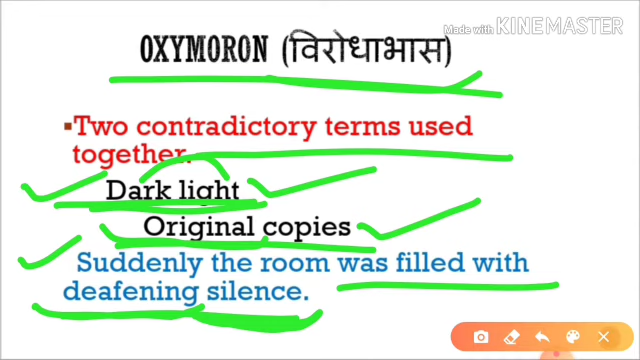 Made with KINEMASTER
OXYMORON (विरोधाभास)
▪Two contradictory terms used
together.
Dark light
Original copies
Suddenly the room was filled with
deafening silence.